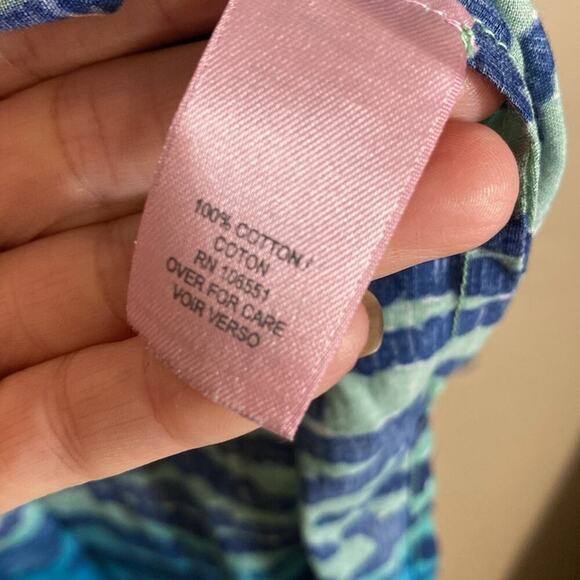 100% COTTON/
COTON
RN 106551
OVER FOR CARE
VOIR VERSO